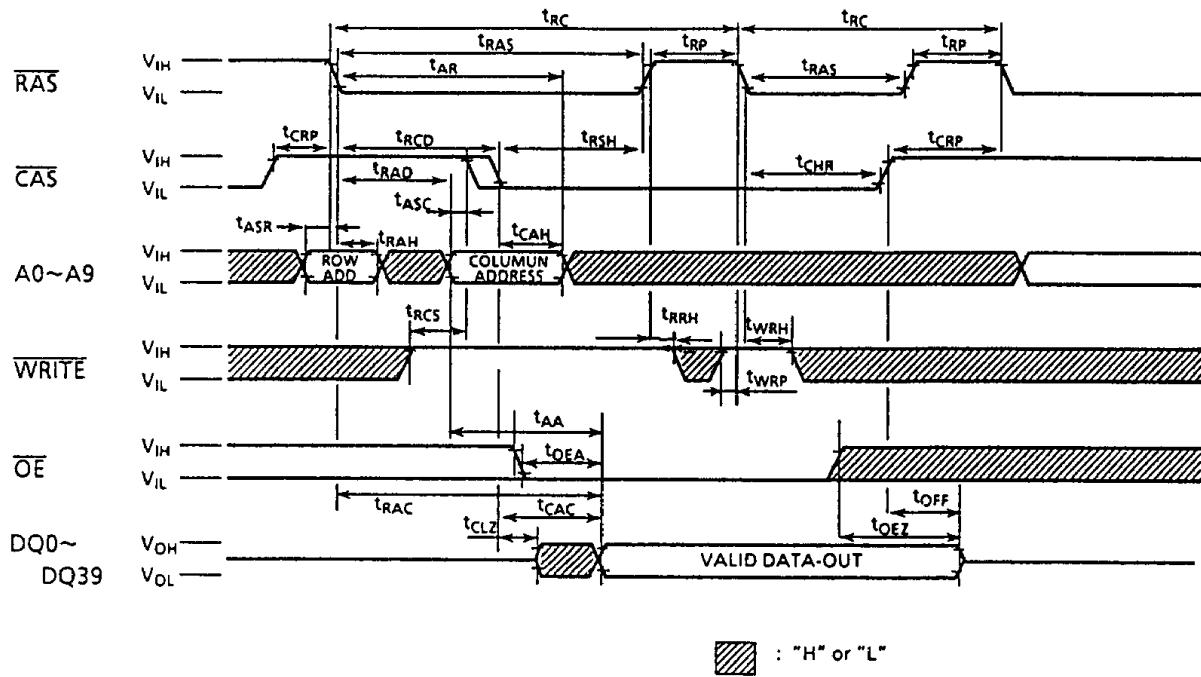 tRC tRC
tRAS tRP tRP
RAS VIH tAR tRAS
VIL
tCRP tRCD tRSH tCRP
CAS VIH tCHR
VIL tRAD
tASC
tASR tRAH tCAH
A0~A9 VIH ROW ADD COLUMUN ADDRESS
VIL
tRCS tRRH tWRH
WRITE VIH
VIL tWRP
tAA
OE VIH tOEA
VIL
tRAC tCAC tOFF
tCLZ tOEZ
DQ0~ VOH VALID DATA-OUT
DQ39 VOL
: "H" or "L"